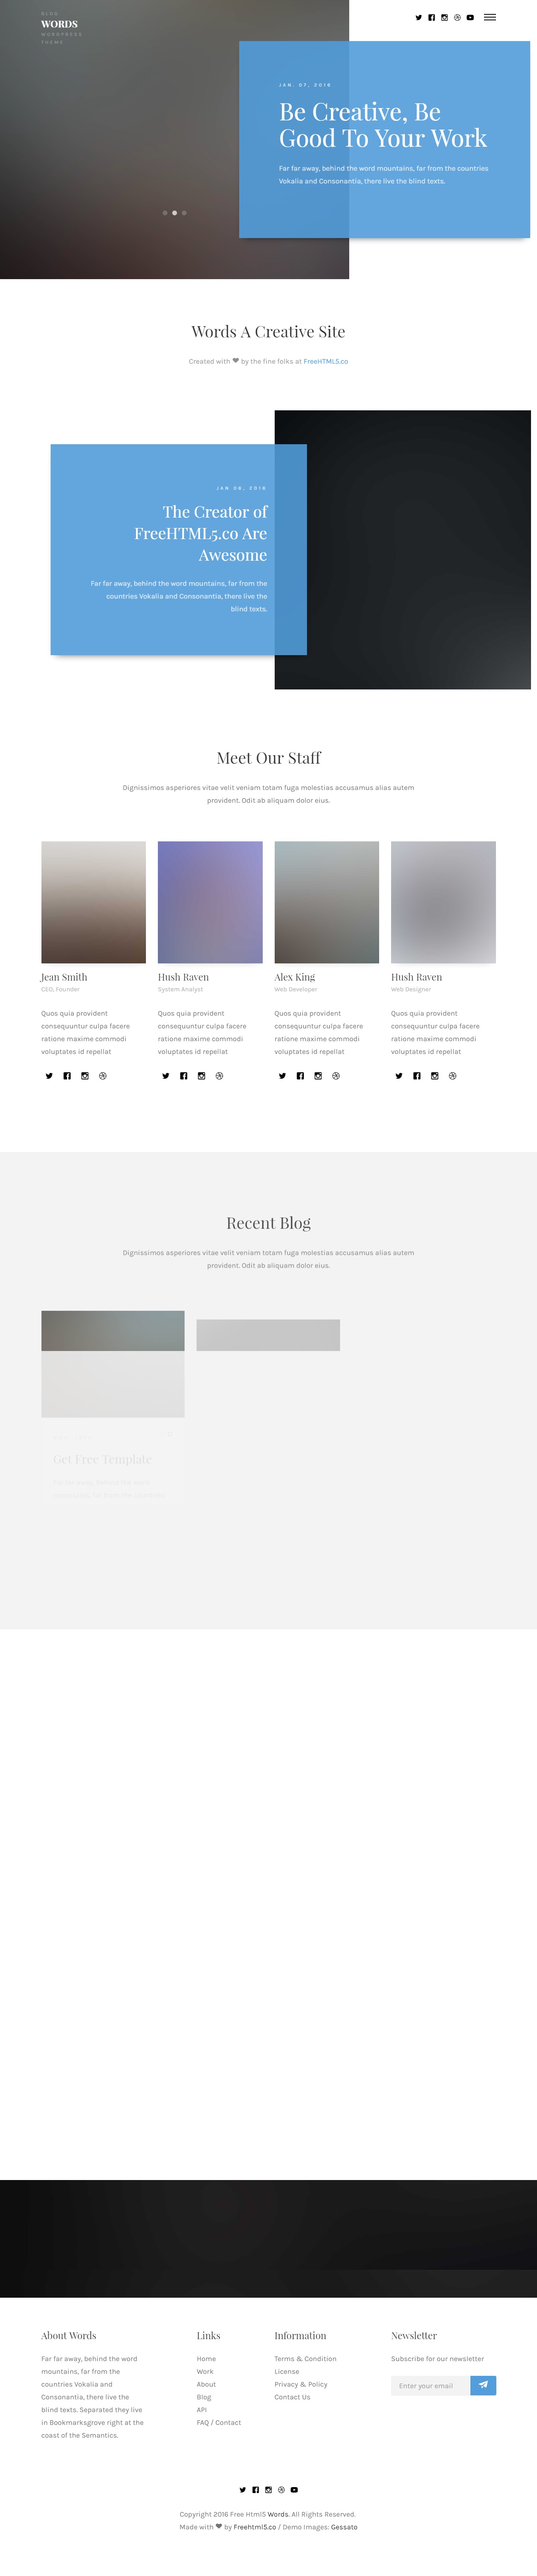 BLOG
WORDS
WORDPRESS
THEME
JAN. 07, 2016
Be Creative, Be
Good To Your Work
Far far away, behind the word mountains, far from the countries
Vokalia and Consonantia, there live the blind texts.
Words A Creative Site
Created with ❤ by the fine folks at FreeHTML5.co
JAN 08, 2016
The Creator of
FreeHTML5.co Are
Awesome
Far far away, behind the word mountains, far from the
countries Vokalia and Consonantia, there live the
blind texts.
Meet Our Staff
Dignissimos asperiores vitae velit veniam totam fuga molestias accusamus alias autem
provident. Odit ab aliquam dolor eius.
Jean Smith
CEO, Founder
Quos quia provident
consequuntur culpa facere
ratione maxime commodi
voluptates id repellat
Hush Raven
System Analyst
Quos quia provident
consequuntur culpa facere
ratione maxime commodi
voluptates id repellat
Alex King
Web Developer
Quos quia provident
consequuntur culpa facere
ratione maxime commodi
voluptates id repellat
Hush Raven
Web Designer
Quos quia provident
consequuntur culpa facere
ratione maxime commodi
voluptates id repellat
Recent Blog
Dignissimos asperiores vitae velit veniam totam fuga molestias accusamus alias autem
provident. Odit ab aliquam dolor eius.
Get Free Template
About Words
Far far away, behind the word
mountains, far from the
countries Vokalia and
Consonantia, there live the
blind texts. Separated they live
in Bookmarksgrove right at the
coast of the Semantics.
Links
Home
Work
About
Blog
API
FAQ / Contact
Information
Terms & Condition
License
Privacy & Policy
Contact Us
Newsletter
Subscribe for our newsletter
Enter your email
Copyright 2016 Free Html5 Words. All Rights Reserved.
Made with ❤ by Freehtml5.co / Demo Images: Gessato